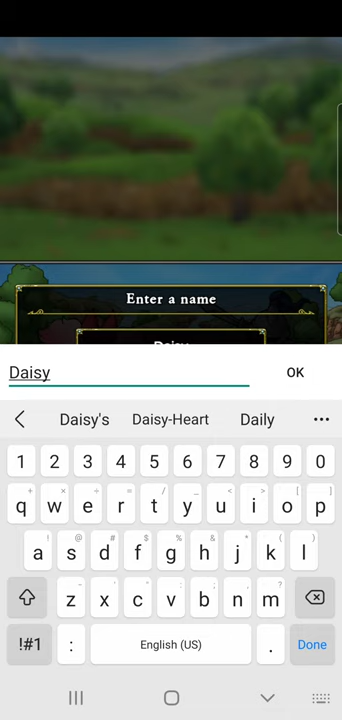 Enter a name
Daisy
Daisy OK
Daisy's Daisy-Heart Daily
1 2 3 4 5 6 7 8 9 0
+ × ÷ = / _ < > [ ]
q w e r t y u i o p
! @ # $ % & * ( )
a s d f g h j k l
- ' " : ; , ?
z x c v b n m
!#1 : English (US) . Done